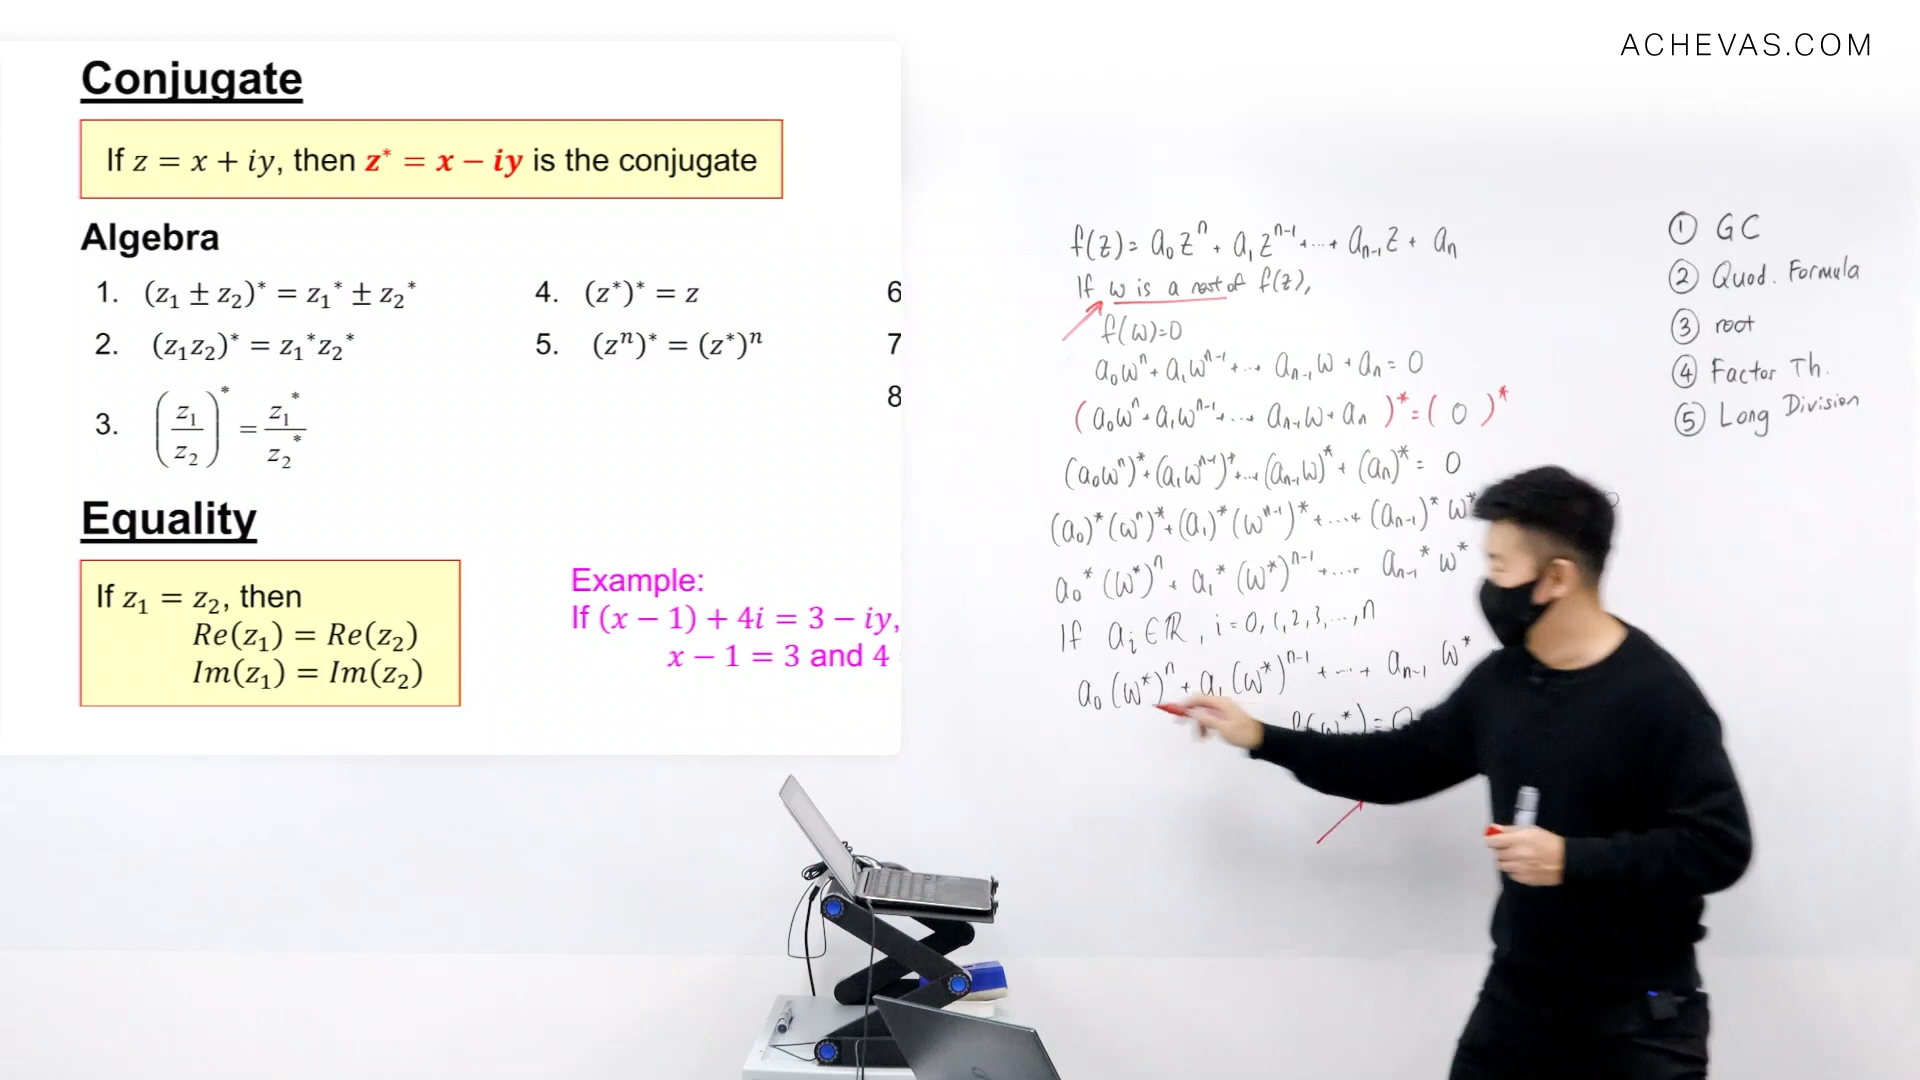 ACHEVAS.COM
Conjugate
If z = x + iy, then z* = x − iy is the conjugate
Algebra
1. (z₁ ± z₂)* = z₁* ± z₂*
2. (z₁z₂)* = z₁*z₂*
3. (z₁/z₂)* = z₁*/z₂*
4. (z*)* = z
5. (zⁿ)* = (z*)ⁿ
6
7
8
Equality
If z₁ = z₂, then
Re(z₁) = Re(z₂)
Im(z₁) = Im(z₂)
Example:
If (x − 1) + 4i = 3 − iy,
x − 1 = 3 and 4
f(z) = a₀zⁿ + a₁zⁿ⁻¹ + ... + aₙ₋₁z + aₙ
If w is a root of f(z),
f(w)=0
a₀wⁿ + a₁wⁿ⁻¹ + ... aₙ₋₁w + aₙ = 0
(a₀wⁿ + a₁wⁿ⁻¹ + ... aₙ₋₁w + aₙ)* = (0)*
(a₀wⁿ)* + (a₁wⁿ⁻¹)* + ... (aₙ₋₁w)* + (aₙ)* = 0
(a₀)*(wⁿ)* + (a₁)*(wⁿ⁻¹)* + ... + (aₙ₋₁)* w*
a₀*(w*)ⁿ + a₁*(w*)ⁿ⁻¹ + ... aₙ₋₁* w*
If aᵢ ∈ ℝ, i = 0, 1, 2, 3, ..., n
a₀(w*)ⁿ + a₁(w*)ⁿ⁻¹ + ... + aₙ₋₁ w*
f(w*) = 0
① GC
② Quad. Formula
③ root
④ Factor Th.
⑤ Long Division